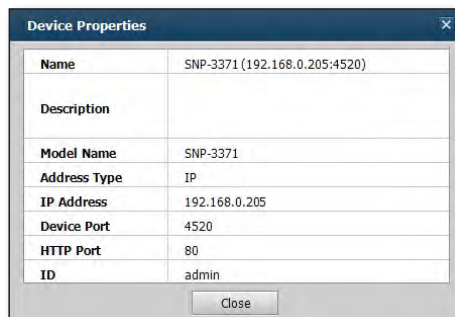 Device Properties
Name SNP-3371 (192.168.0.205:4520)
Description
Model Name SNP-3371
Address Type IP
IP Address 192.168.0.205
Device Port 4520
HTTP Port 80
ID admin
Close